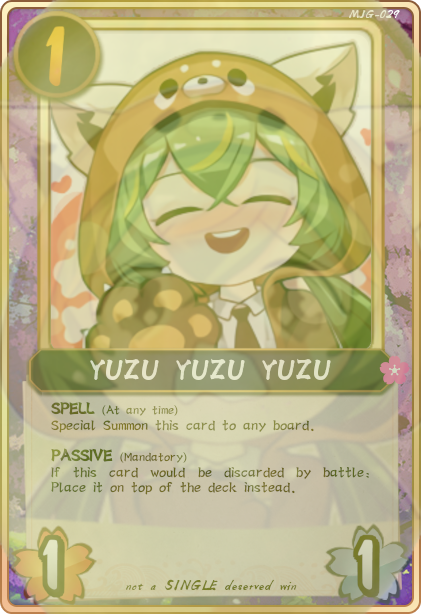 MJG-029
1
YUZU YUZU YUZU
SPELL (At any time)
Special Summon this card to any board.
PASSIVE (Mandatory)
If this card would be discarded by battle:
Place it on top of the deck instead.
1
not a SINGLE deserved win
1